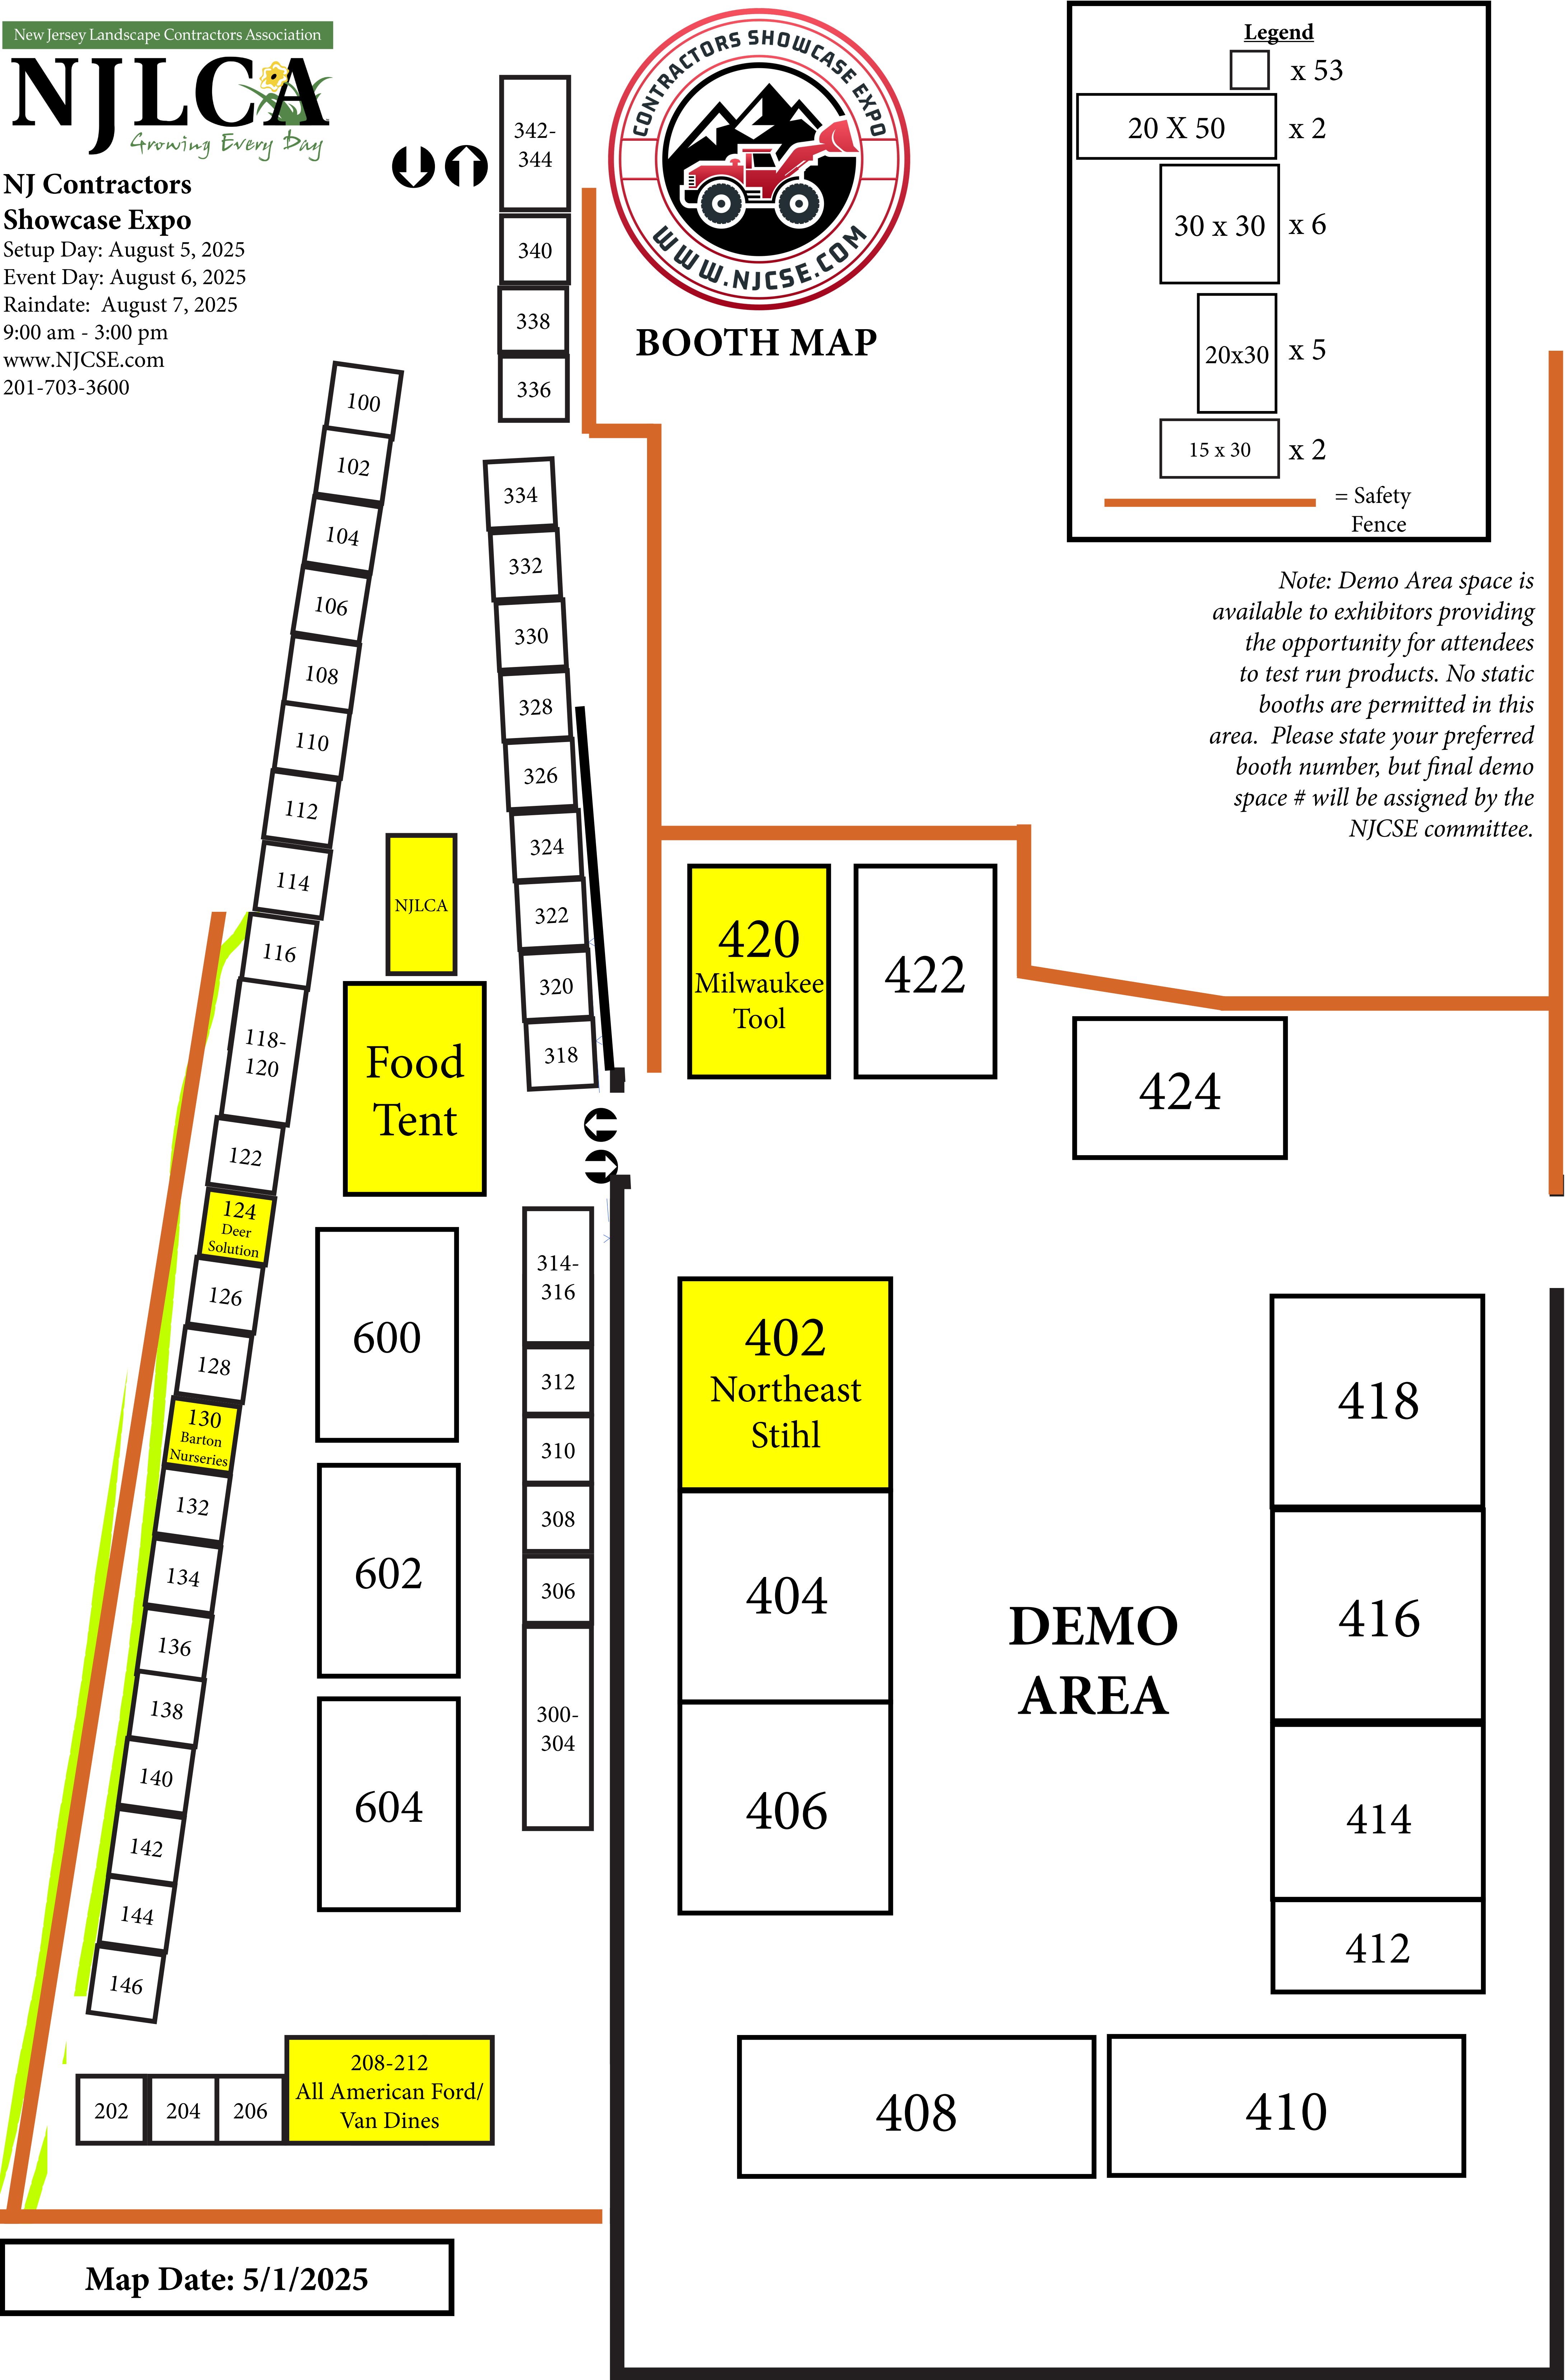 New Jersey Landscape Contractors Association
NJLCA
Growing Every Day
NJ Contractors
Showcase Expo
Setup Day: August 5, 2025
Event Day: August 6, 2025
Raindate:  August 7, 2025
9:00 am - 3:00 pm
www.NJCSE.com
201-703-3600
CONTRACTORS SHOWCASE EXPO
WWW.NJCSE.COM
BOOTH MAP
Legend
x 53
20 X 50
x 2
30 x 30
x 6
20x30
x 5
15 x 30
x 2
= Safety
Fence
Note: Demo Area space is
available to exhibitors providing
the opportunity for attendees
to test run products. No static
booths are permitted in this
area.  Please state your preferred
booth number, but final demo
space # will be assigned by the
NJCSE committee.
342-
344
340
338
336
334
332
330
328
326
324
322
320
318
100
102
104
106
108
110
112
114
116
118-
120
122
124
Deer
Solution
126
128
130
Barton
Nurseries
132
134
136
138
140
142
144
146
NJLCA
Food
Tent
600
602
604
314-
316
312
310
308
306
300-
304
420
Milwaukee
Tool
422
424
402
Northeast
Stihl
404
406
DEMO
AREA
418
416
414
412
408
410
202
204
206
208-212
All American Ford/
Van Dines
Map Date: 5/1/2025